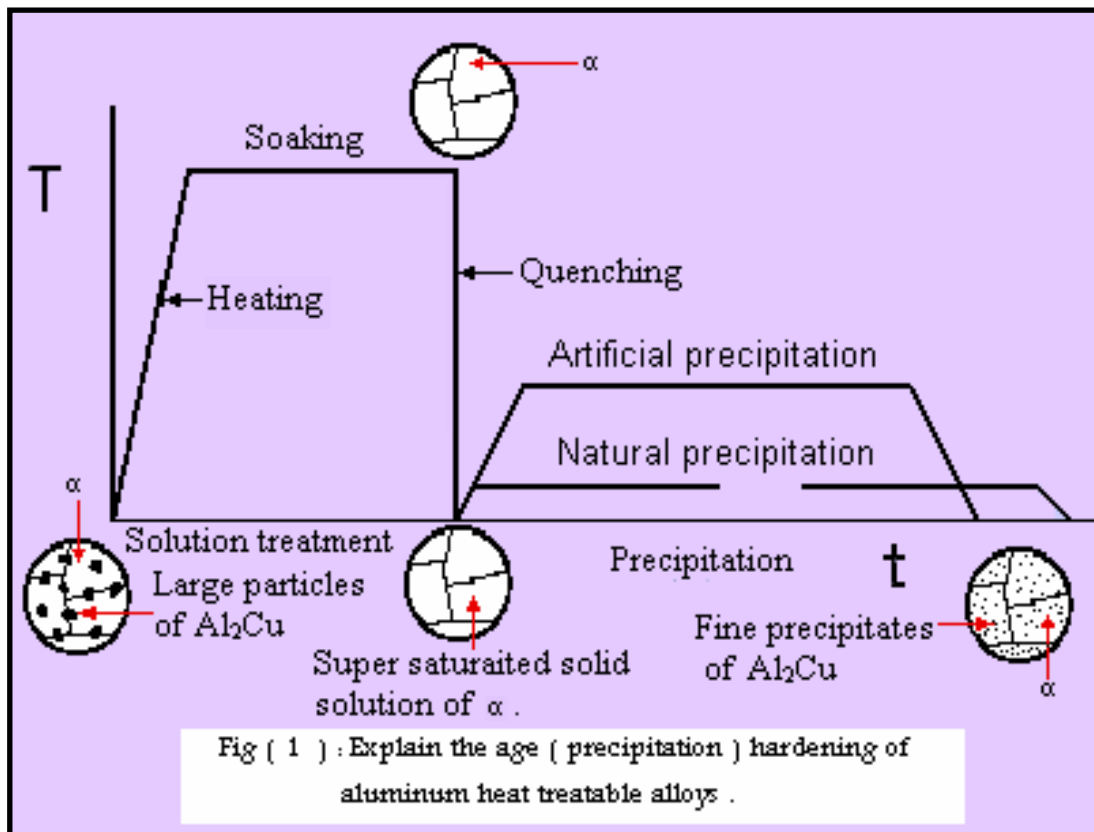 α
Soaking
T
Quenching
Heating
Artificial precipitation
Natural precipitation
α
Solution treatment
Large particles
of Al₂Cu
Precipitation
t
Super saturaited solid
solution of α .
Fine precipitates
of Al₂Cu
α
Fig ( 1 ) : Explain the age ( precipitation ) hardening of
aluminum heat treatable alloys .